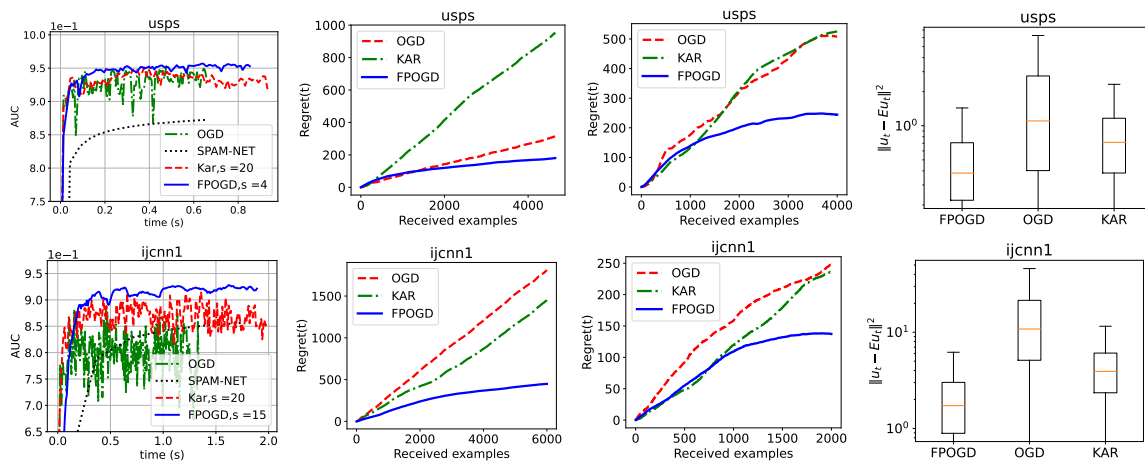 usps
1e−1
10.0
9.5
9.0
8.5
8.0
7.5
AUC
0.0 0.2 0.4 0.6 0.8
time (s)
OGD
SPAM-NET
Kar,s =20
FPOGD,s =4
usps
1000
800
600
400
200
0
Regret(t)
0 2000 4000
Received examples
OGD
KAR
FPOGD
usps
500
400
300
200
100
0
Regret(t)
0 1000 2000 3000 4000
Received examples
OGD
KAR
FPOGD
usps
10^0
‖u_t − Eu_t‖^2
FPOGD OGD KAR
ijcnn1
1e−1
9.5
9.0
8.5
8.0
7.5
7.0
6.5
AUC
0.0 0.5 1.0 1.5 2.0
time (s)
OGD
SPAM-NET
Kar,s =20
FPOGD,s =15
ijcnn1
1500
1000
500
0
Regret(t)
0 2000 4000 6000
Received examples
OGD
KAR
FPOGD
ijcnn1
250
200
150
100
50
0
Regret(t)
0 500 1000 1500 2000
Received examples
OGD
KAR
FPOGD
ijcnn1
10^1
10^0
‖u_t − Eu_t‖^2
FPOGD OGD KAR